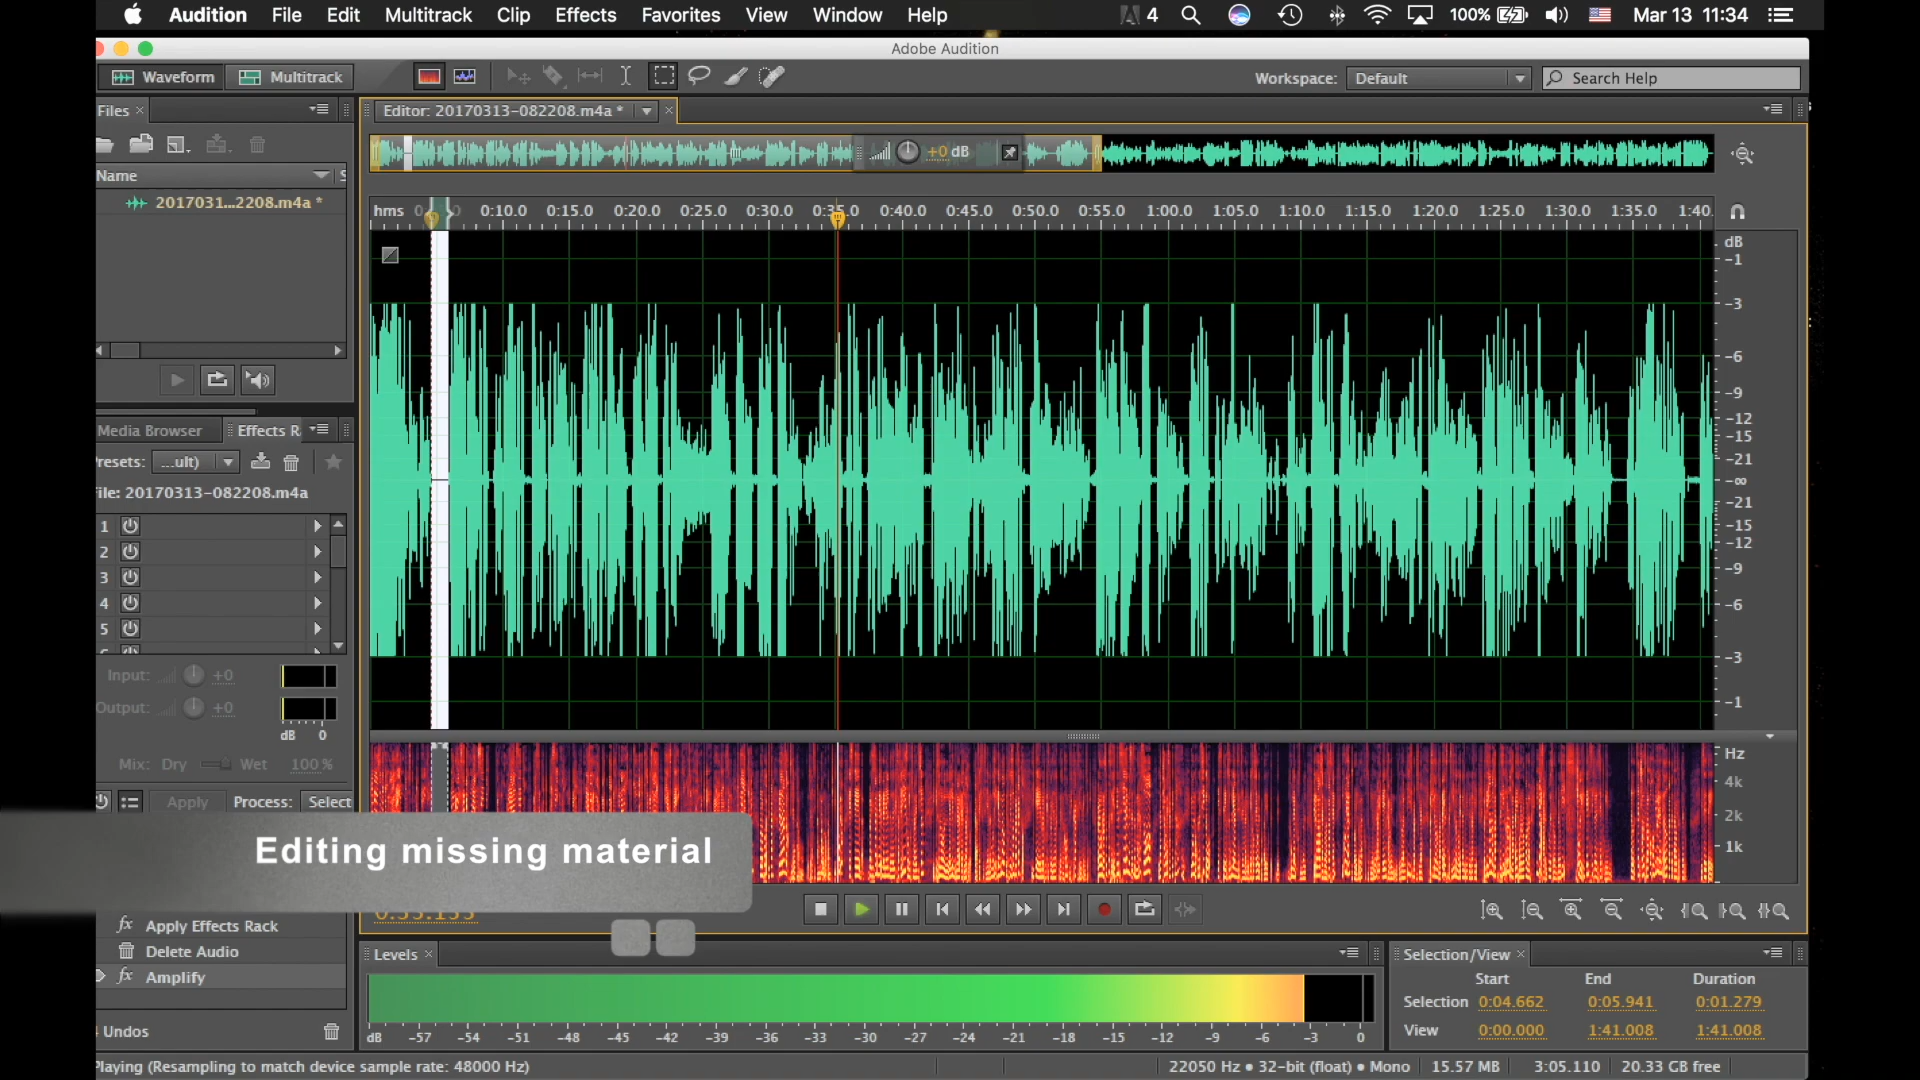 Audition File Edit Multitrack Clip Effects Favorites View Window Help 4 100% Mar 13 11:34
Adobe Audition
Waveform Multitrack Workspace: Default Search Help
Files × Editor: 20170313-082208.m4a * ×
+0 dB
Name S
2017031...2208.m4a *
hms 0:10.0 0:15.0 0:20.0 0:25.0 0:30.0 0:35.0 0:40.0 0:45.0 0:50.0 0:55.0 1:00.0 1:05.0 1:10.0 1:15.0 1:20.0 1:25.0 1:30.0 1:35.0 1:40.
dB
-1
-3
-6
-9
-12
-15
-21
-∞
-21
-15
-12
-9
-6
-3
-1
Media Browser Effects R
resets: ...ult)
ile: 20170313-082208.m4a
1
2
3
4
5
Input: +0
Output: +0
dB 0
Mix: Dry Wet 100 %
Apply Process: Select
Hz
4k
2k
1k
Editing missing material
0:35.155
fx Apply Effects Rack
Delete Audio
fx Amplify
Undos
Levels ×
dB -57 -54 -51 -48 -45 -42 -39 -36 -33 -30 -27 -24 -21 -18 -15 -12 -9 -6 -3 0
Selection/View ×
Start End Duration
Selection 0:04.662 0:05.941 0:01.279
View 0:00.000 1:41.008 1:41.008
Playing (Resampling to match device sample rate: 48000 Hz) 22050 Hz • 32-bit (float) • Mono 15.57 MB 3:05.110 20.33 GB free